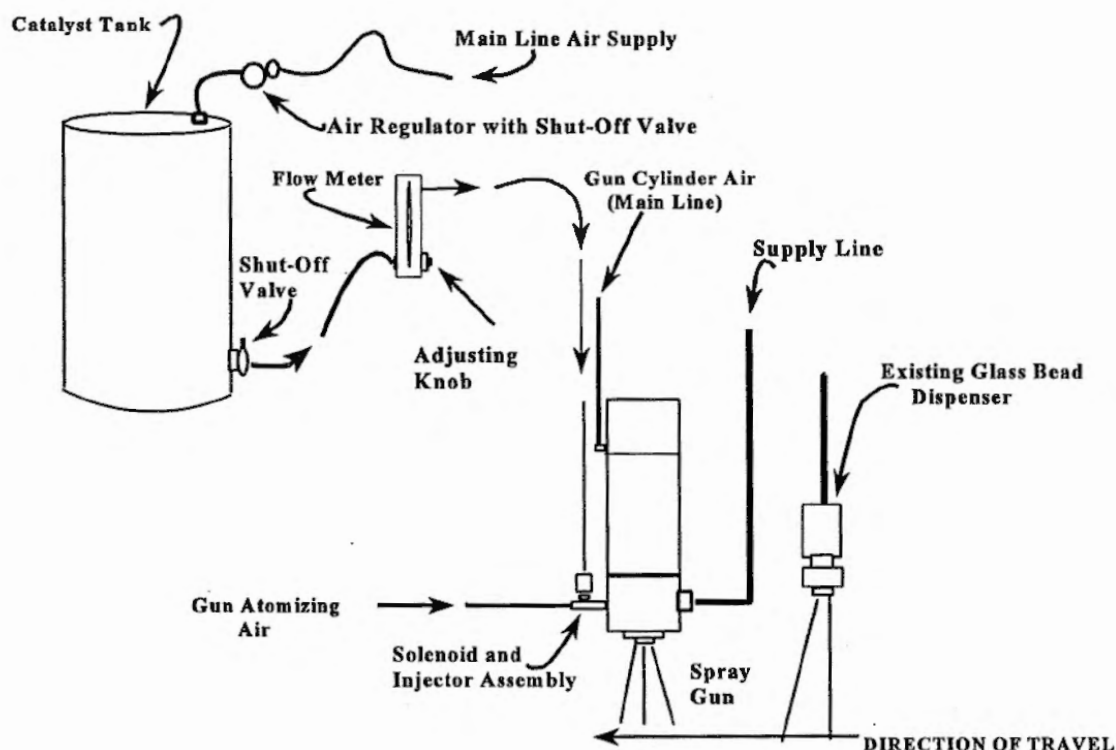 Catalyst Tank
Main Line Air Supply
Air Regulator with Shut-Off Valve
Flow Meter
Gun Cylinder Air
(Main Line)
Supply Line
Shut-Off
Valve
Adjusting
Knob
Existing Glass Bead
Dispenser
Gun Atomizing
Air
Solenoid and
Injector Assembly
Spray
Gun
DIRECTION OF TRAVEL